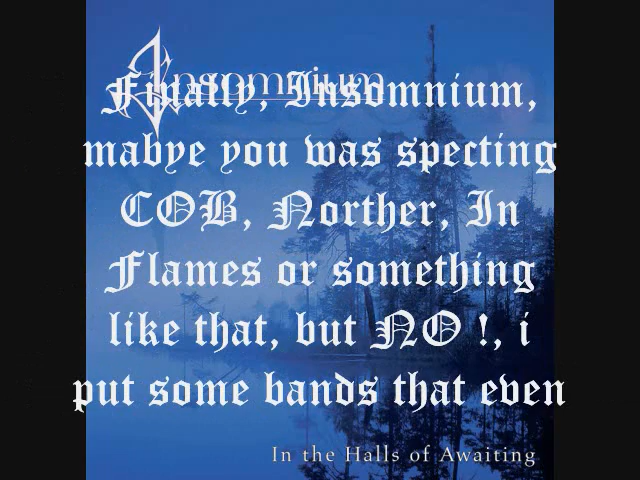 Insomnium
Finally, Insomnium,
mabye you was specting
COB, Norther, In
Flames or something
like that, but NO !, i
put some bands that even
In the Halls of Awaiting